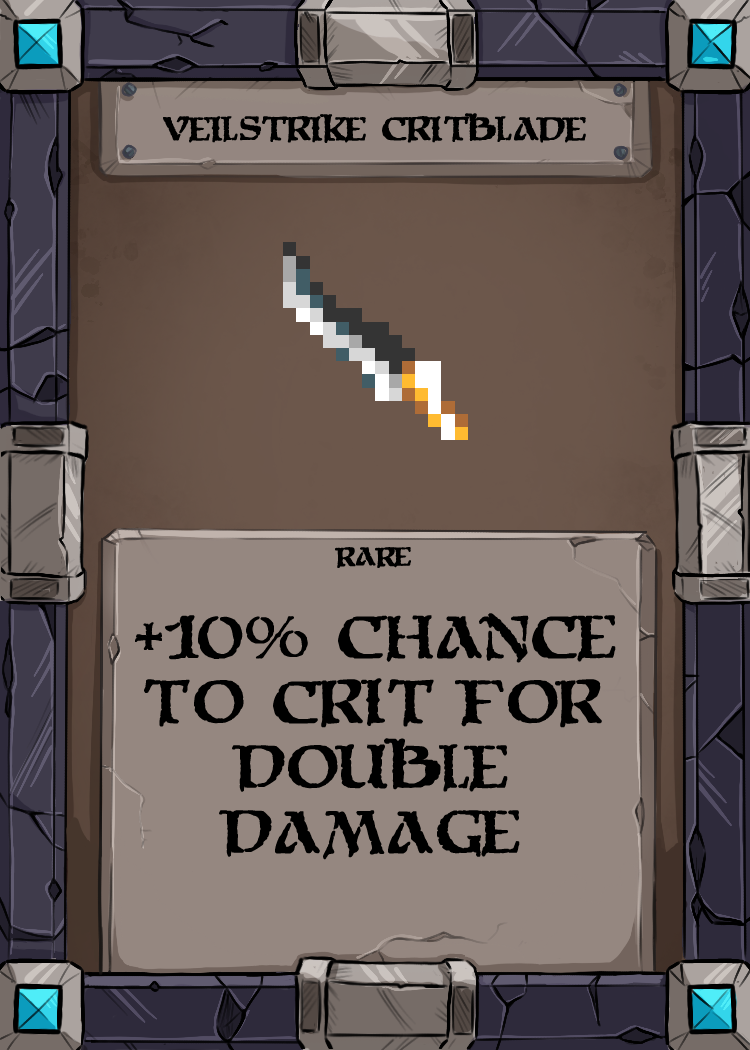 VEILSTRIKE CRITBLADE
RARE
+10% CHANCE
TO CRIT FOR
DOUBLE
DAMAGE